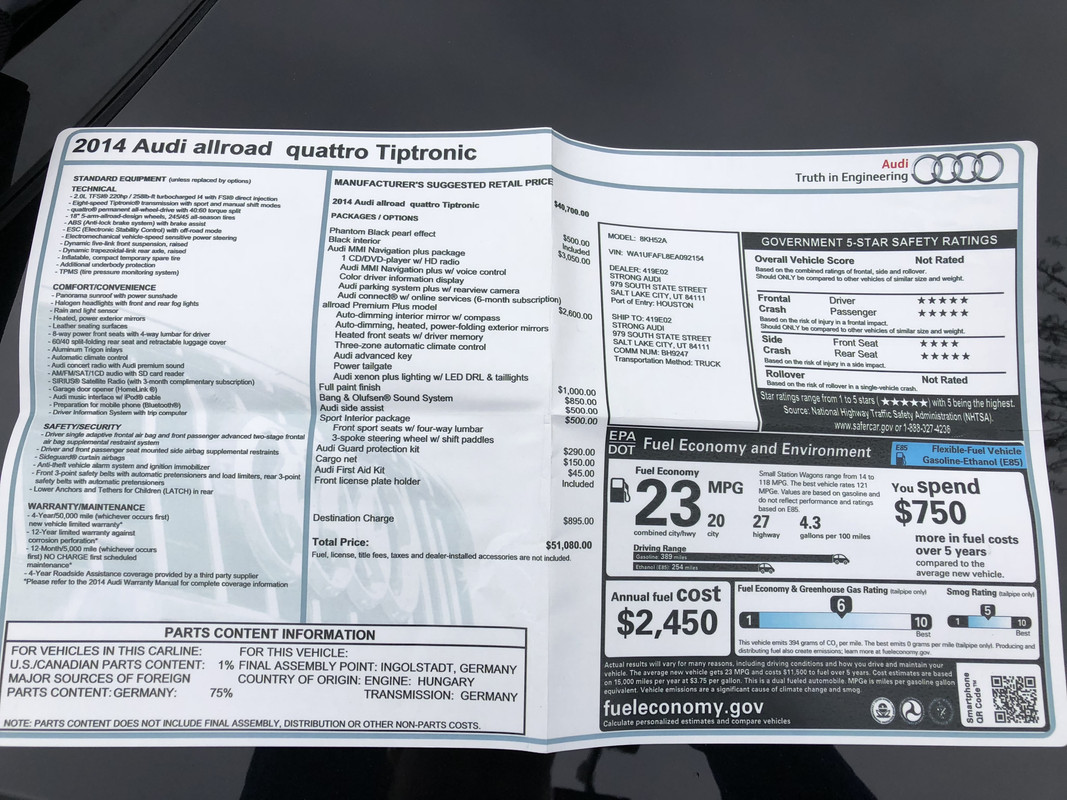 2014 Audi allroad quattro Tiptronic
STANDARD EQUIPMENT (unless replaced by options)
TECHNICAL
- 2.0L TFSI® 220hp / 258lb-ft turbocharged I4 with FSI® direct injection
- Eight-speed Tiptronic® transmission with sport and manual shift modes
- quattro® permanent all-wheel-drive with 40:60 torque split
- 18" 5-arm-allroad-design wheels, 245/45 all-season tires
- ABS (Anti-lock brake system) with brake assist
- ESC (Electronic Stability Control) with off-road mode
- Electromechanical vehicle-speed sensitive power steering
- Dynamic five-link front suspension, raised
- Dynamic trapezoidal-link rear axle, raised
- Inflatable, compact temporary spare tire
- Additional underbody protection
- TPMS (tire pressure monitoring system)
COMFORT/CONVENIENCE
- Panorama sunroof with power sunshade
- Halogen headlights with front and rear fog lights
- Rain and light sensor
- Heated, power exterior mirrors
- Leather seating surfaces
- 8-way power front seats with 4-way lumbar for driver
- 60/40 split-folding rear seat and retractable luggage cover
- Aluminum Trigon inlays
- Automatic climate control
- Audi concert radio with Audi premium sound
- AM/FM/SAT/1CD audio with SD card reader
- SIRIUS® Satellite Radio (with 3-month complimentary subscription)
- Garage door opener (HomeLink ®)
- Audi music interface w/ iPod® cable
- Preparation for mobile phone (Bluetooth®)
- Driver Information System with trip computer
SAFETY/SECURITY
- Driver single adaptive frontal air bag and front passenger advanced two-stage frontal
air bag supplemental restraint system
- Driver and front passenger seat mounted side airbag supplemental restraints
- Sideguard® curtain airbags
- Anti-theft vehicle alarm system and ignition immobilizer
- Front 3-point safety belts with automatic pretensioners and load limiters, rear 3-point
safety belts with automatic pretensioners
- Lower Anchors and Tethers for Children (LATCH) in rear
WARRANTY/MAINTENANCE
- 4-Year/50,000 mile (whichever occurs first)
new vehicle limited warranty*
- 12-Year limited warranty against
corrosion perforation*
- 12-Month/5,000 mile (whichever occurs
first) NO CHARGE first scheduled
maintenance*
- 4-Year Roadside Assistance coverage provided by a third party supplier
*Please refer to the 2014 Audi Warranty Manual for complete coverage information
MANUFACTURER'S SUGGESTED RETAIL PRICE
2014 Audi allroad quattro Tiptronic $40,700.00
PACKAGES / OPTIONS
Phantom Black pearl effect $500.00
Black interior Included
Audi MMI Navigation plus package $3,050.00
1 CD/DVD-player w/ HD radio
Audi MMI Navigation plus w/ voice control
Color driver information display
Audi parking system plus w/ rearview camera
Audi connect® w/ online services (6-month subscription)
allroad Premium Plus model $2,600.00
Auto-dimming interior mirror w/ compass
Auto-dimming, heated, power-folding exterior mirrors
Heated front seats w/ driver memory
Three-zone automatic climate control
Audi advanced key
Power tailgate
Audi xenon plus lighting w/ LED DRL & taillights
Full paint finish $1,000.00
Bang & Olufsen® Sound System $850.00
Audi side assist $500.00
Sport Interior package $500.00
Front sport seats w/ four-way lumbar
3-spoke steering wheel w/ shift paddles
Audi Guard protection kit $290.00
Cargo net $150.00
Audi First Aid Kit $45.00
Front license plate holder Included
Destination Charge $895.00
Total Price: $51,080.00
Fuel, license, title fees, taxes and dealer-installed accessories are not included.
PARTS CONTENT INFORMATION
FOR VEHICLES IN THIS CARLINE: FOR THIS VEHICLE:
U.S./CANADIAN PARTS CONTENT: 1% FINAL ASSEMBLY POINT: INGOLSTADT, GERMANY
MAJOR SOURCES OF FOREIGN COUNTRY OF ORIGIN: ENGINE: HUNGARY
PARTS CONTENT: GERMANY: 75% TRANSMISSION: GERMANY
NOTE: PARTS CONTENT DOES NOT INCLUDE FINAL ASSEMBLY, DISTRIBUTION OR OTHER NON-PARTS COSTS.
Audi
Truth in Engineering
MODEL: 8KH52A
VIN: WA1UFAFL8EA092154
DEALER: 419E02
STRONG AUDI
979 SOUTH STATE STREET
SALT LAKE CITY, UT 84111
Port of Entry: HOUSTON
SHIP TO: 419E02
STRONG AUDI
979 SOUTH STATE STREET
SALT LAKE CITY, UT 84111
COMM NUM: BH9247
Transportation Method: TRUCK
GOVERNMENT 5-STAR SAFETY RATINGS
Overall Vehicle Score Not Rated
Based on the combined ratings of frontal, side and rollover.
Should ONLY be compared to other vehicles of similar size and weight.
Frontal Driver ★★★★★
Crash Passenger ★★★★★
Based on the risk of injury in a frontal impact.
Should ONLY be compared to other vehicles of similar size and weight.
Side Front Seat ★★★★
Crash Rear Seat ★★★★★
Based on the risk of injury in a side impact.
Rollover Not Rated
Based on the risk of rollover in a single-vehicle crash.
Star ratings range from 1 to 5 stars (★★★★★) with 5 being the highest.
Source: National Highway Traffic Safety Administration (NHTSA).
www.safercar.gov or 1-888-327-4236
EPA
DOT Fuel Economy and Environment
E85 Flexible-Fuel Vehicle
Gasoline-Ethanol (E85)
Fuel Economy
23 MPG
combined city/hwy
20 city
27 highway
4.3 gallons per 100 miles
Small Station Wagons range from 14 to
118 MPG. The best vehicle rates 121
MPGe. Values are based on gasoline and
do not reflect performance and ratings
based on E85.
Driving Range
Gasoline: 389 miles
Ethanol (E85): 254 miles
You spend
$750
more in fuel costs
over 5 years
compared to the
average new vehicle.
Annual fuel cost
$2,450
Fuel Economy & Greenhouse Gas Rating (tailpipe only)
1 6 10
Best
Smog Rating (tailpipe only)
1 5 10
Best
This vehicle emits 394 grams of CO2 per mile. The best emits 0 grams per mile (tailpipe only). Producing and
distributing fuel also create emissions; learn more at fueleconomy.gov.
Actual results will vary for many reasons, including driving conditions and how you drive and maintain your
vehicle. The average new vehicle gets 23 MPG and costs $11,500 to fuel over 5 years. Cost estimates are based
on 15,000 miles per year at $3.75 per gallon. This is a dual fueled automobile. MPGe is miles per gasoline gallon
equivalent. Vehicle emissions are a significant cause of climate change and smog.
fueleconomy.gov
Calculate personalized estimates and compare vehicles
Smartphone
QR Code™